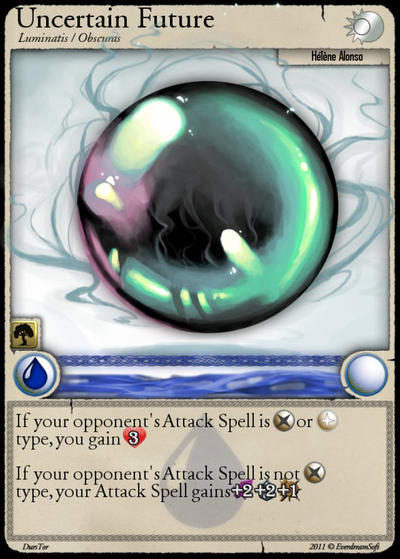 Uncertain Future
Luminatis / Obscuras
Hélène Alonso
If your opponent's Attack Spell is or
type, you gain 3
If your opponent's Attack Spell is not
type, your Attack Spell gains +2 +2 +1
DunTer
2011 © EverdreamSoft